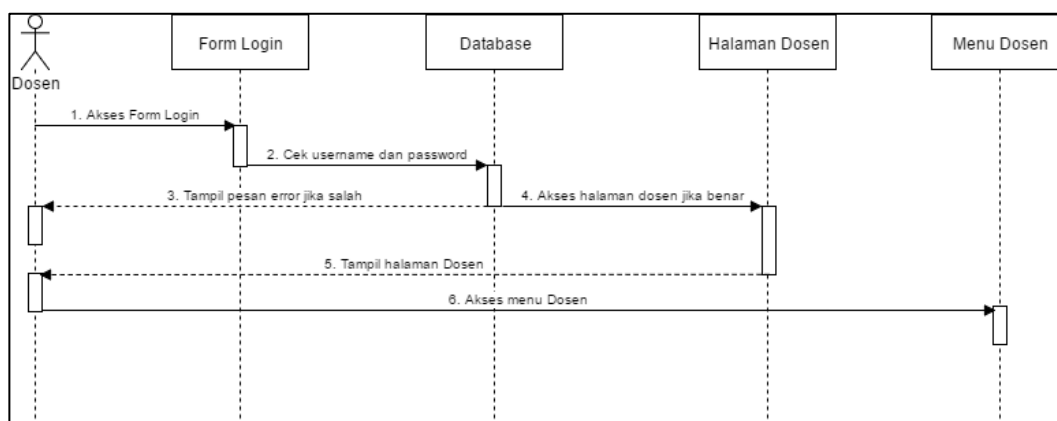 Form Login
Database
Halaman Dosen
Menu Dosen
Dosen
1. Akses Form Login
2. Cek username dan password
3. Tampil pesan error jika salah
4. Akses halaman dosen jika benar
5. Tampil halaman Dosen
6. Akses menu Dosen